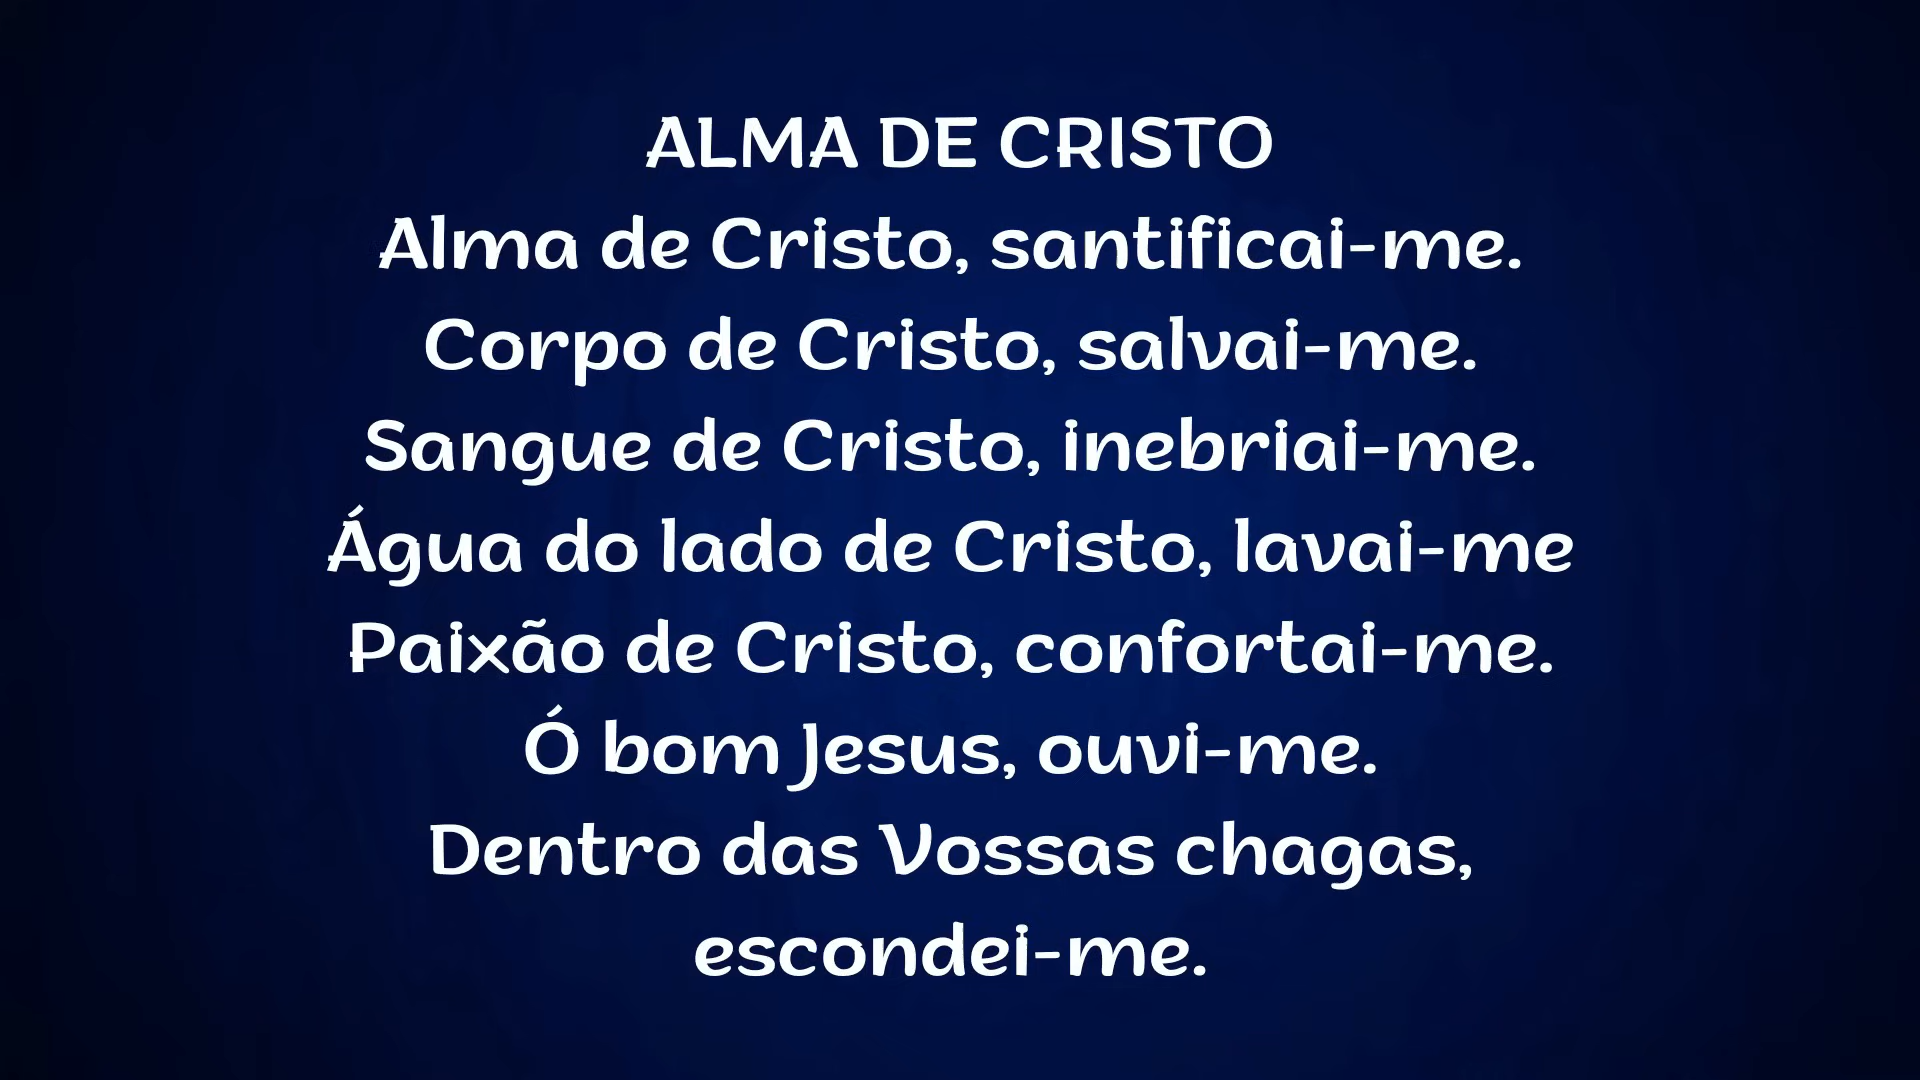 ALMA DE CRISTO
Alma de Cristo, santificai-me.
Corpo de Cristo, salvai-me.
Sangue de Cristo, inebriai-me.
Água do lado de Cristo, lavai-me
Paixão de Cristo, confortai-me.
Ó bom Jesus, ouvi-me.
Dentro das Vossas chagas,
escondei-me.